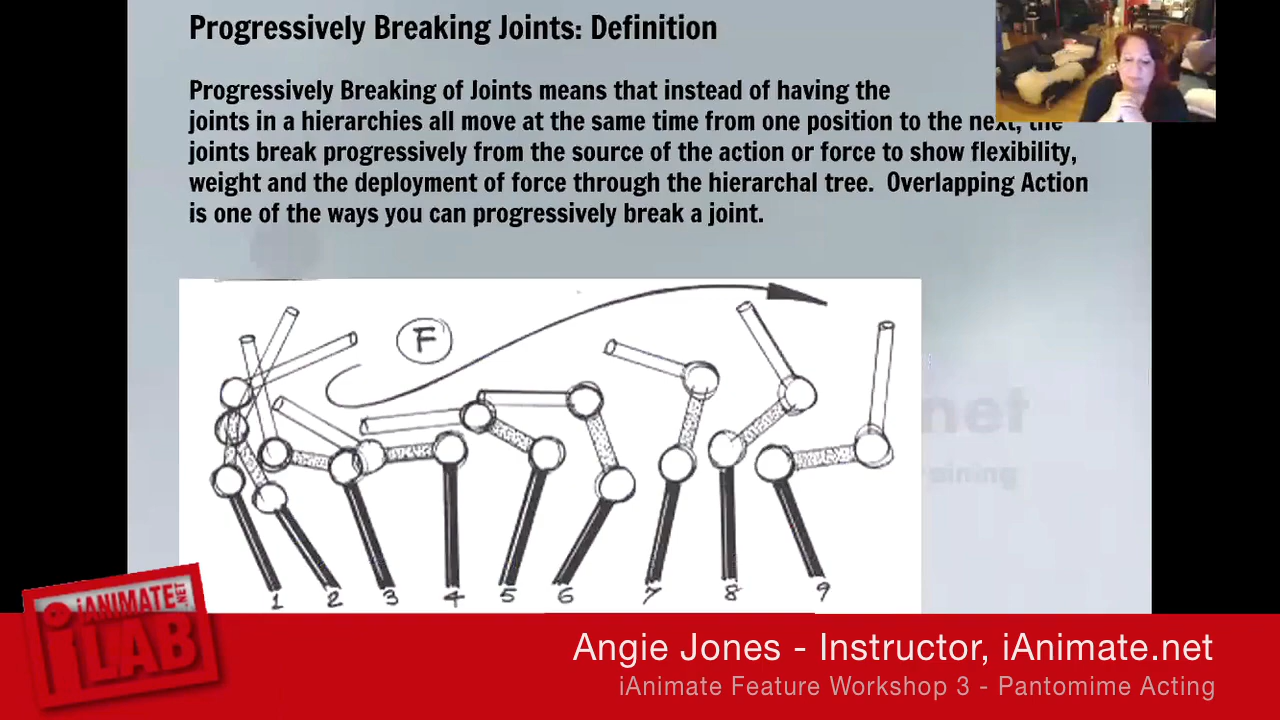 Progressively Breaking Joints: Definition
Progressively Breaking of Joints means that instead of having the
joints in a hierarchies all move at the same time from one position to the next, the
joints break progressively from the source of the action or force to show flexibility,
weight and the deployment of force through the hierarchal tree. Overlapping Action
is one of the ways you can progressively break a joint.
F
net
aining
1 2 3 4 5 6 7 8 9
iANIMATE.NET
iLAB
Angie Jones - Instructor, iAnimate.net
iAnimate Feature Workshop 3 - Pantomime Acting